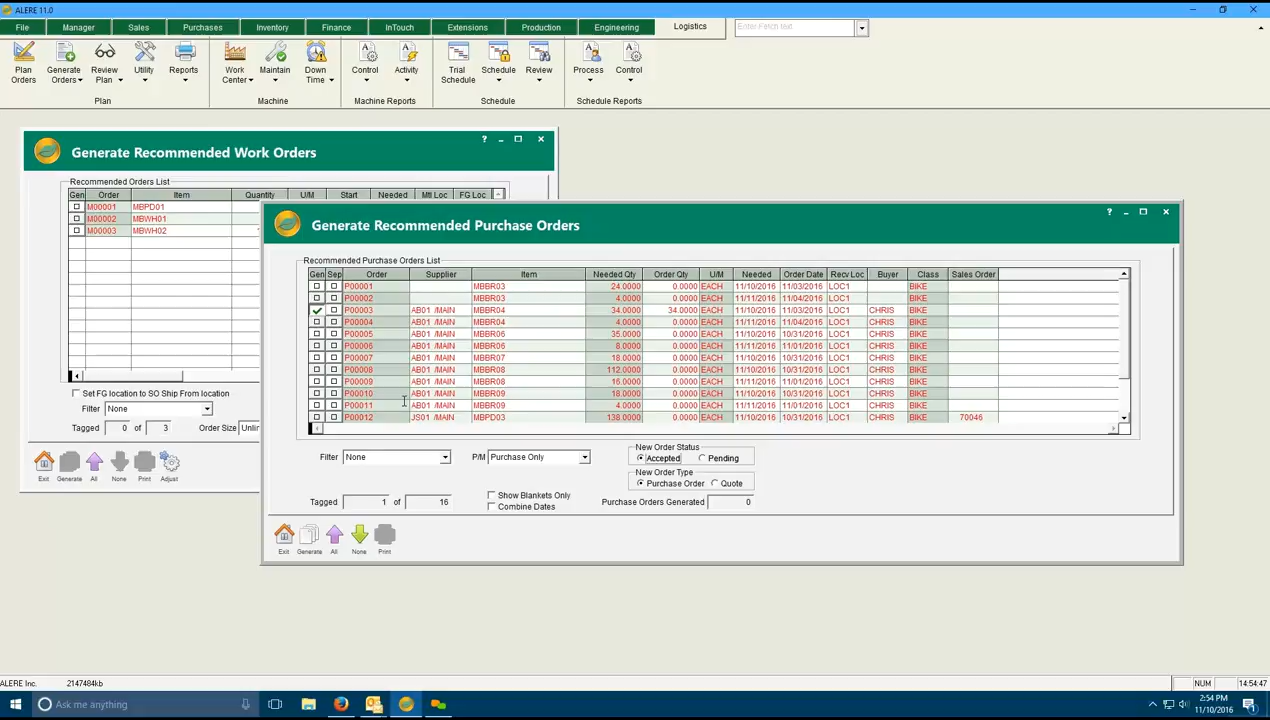 ALERE 11.0
File Manager Sales Purchases Inventory Finance InTouch Extensions Production Engineering Logistics Enter Fetch text
Plan Orders Generate Orders Review Plan Utility Reports Work Center Maintain Down Time Control Activity Trial Schedule Schedule Review Process Control
Plan Machine Machine Reports Schedule Schedule Reports
? Generate Recommended Work Orders
Recommended Orders List
Gen Order Item Quantity U/M Start Needed Mtl Loc FG Loc
M00001 MBPD01
M00002 MBWH01
M00003 MBWH02
Set FG location to SO Ship From location
Filter None
Tagged 0 of 3 Order Size
Exit Generate All None Print Adjust
? Generate Recommended Purchase Orders
Recommended Purchase Orders List
Gen Sep Order Supplier Item Needed Qty Order Qty U/M Needed Order Date Recv Loc Buyer Class Sales Order
P00001 MBBR03 24.0000 0.0000 EACH 11/10/2016 11/03/2016 LOC1 BIKE
P00002 MBBR03 4.0000 0.0000 EACH 11/11/2016 11/04/2016 LOC1 BIKE
P00003 AB01 /MAIN MBBR04 34.0000 34.0000 EACH 11/10/2016 11/03/2016 LOC1 CHRIS BIKE
P00004 AB01 /MAIN MBBR04 4.0000 0.0000 EACH 11/11/2016 11/04/2016 LOC1 CHRIS BIKE
P00005 AB01 /MAIN MBBR06 35.0000 0.0000 EACH 11/10/2016 10/31/2016 LOC1 CHRIS BIKE
P00006 AB01 /MAIN MBBR06 8.0000 0.0000 EACH 11/11/2016 11/01/2016 LOC1 CHRIS BIKE
P00007 AB01 /MAIN MBBR07 18.0000 0.0000 EACH 11/10/2016 10/31/2016 LOC1 CHRIS BIKE
P00008 AB01 /MAIN MBBR08 112.0000 0.0000 EACH 11/10/2016 10/31/2016 LOC1 CHRIS BIKE
P00009 AB01 /MAIN MBBR08 16.0000 0.0000 EACH 11/11/2016 11/01/2016 LOC1 CHRIS BIKE
P00010 AB01 /MAIN MBBR09 18.0000 0.0000 EACH 11/10/2016 10/31/2016 LOC1 CHRIS BIKE
P00011 AB01 /MAIN MBBR09 4.0000 0.0000 EACH 11/11/2016 11/01/2016 LOC1 CHRIS BIKE
P00012 JS01 /MAIN MBPD03 138.0000 0.0000 EACH 11/10/2016 10/31/2016 LOC1 CHRIS BIKE 70046
Filter None P/M Purchase Only
New Order Status
Accepted Pending
New Order Type
Purchase Order Quote
Tagged 1 of 16
Show Blankets Only
Combine Dates
Purchase Orders Generated 0
Exit Generate All None Print
ALERE Inc. 2147484kb NUM 14:54:47
Ask me anything
2:54 PM
11/10/2016
1